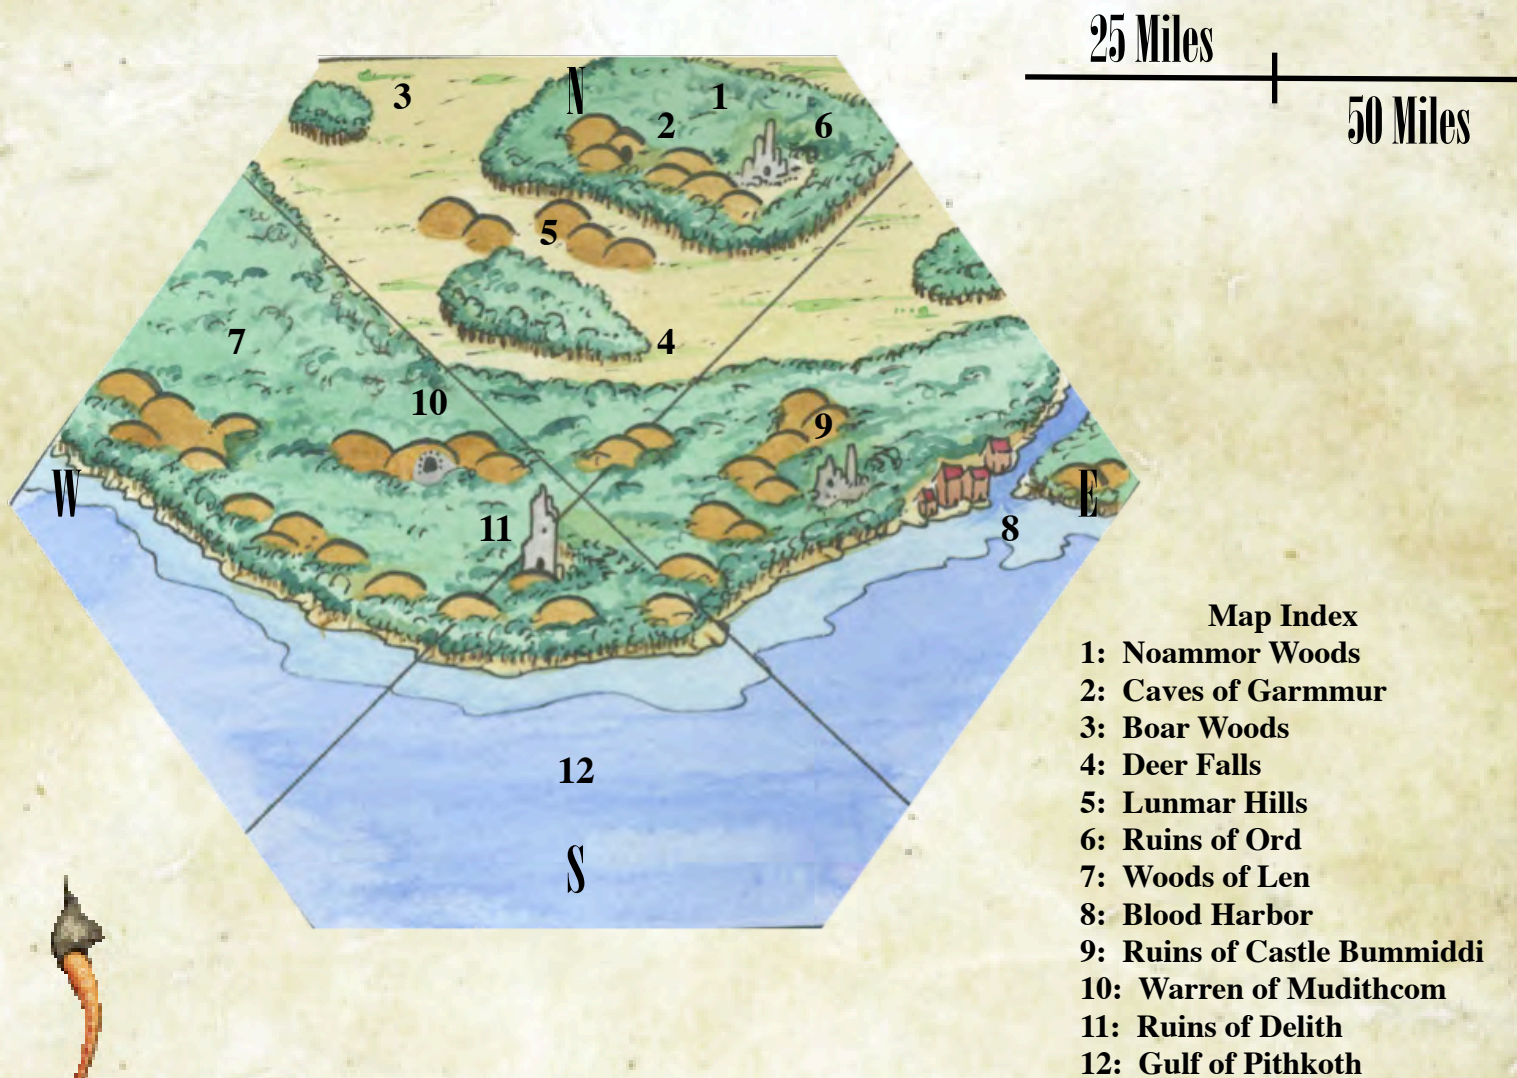 25 Miles
50 Miles
N
3
1
2
6
5
4
7
10
9
W
E
11
8
12
S
Map Index
1: Noammor Woods
2: Caves of Garmmur
3: Boar Woods
4: Deer Falls
5: Lunmar Hills
6: Ruins of Ord
7: Woods of Len
8: Blood Harbor
9: Ruins of Castle Bummiddi
10: Warren of Mudithcom
11: Ruins of Delith
12: Gulf of Pithkoth